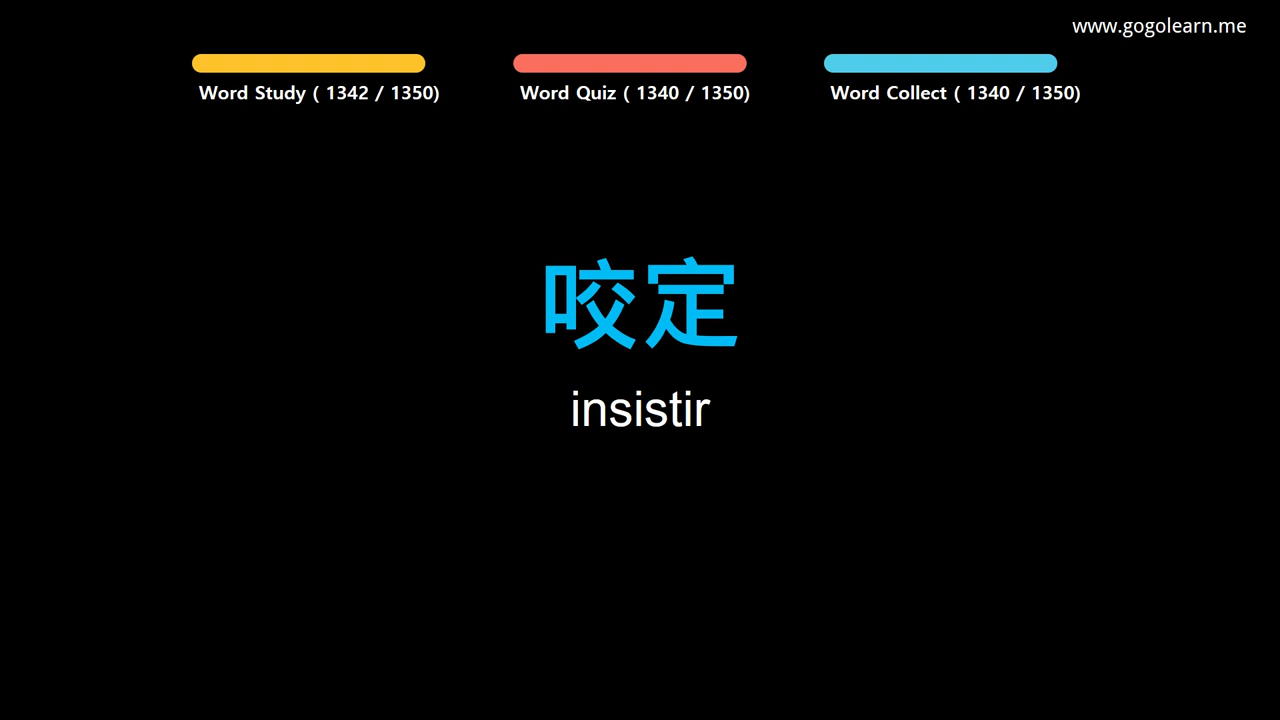 www.gogolearn.me
Word Study ( 1342 / 1350)
Word Quiz ( 1340 / 1350)
Word Collect ( 1340 / 1350)
咬定
insistir